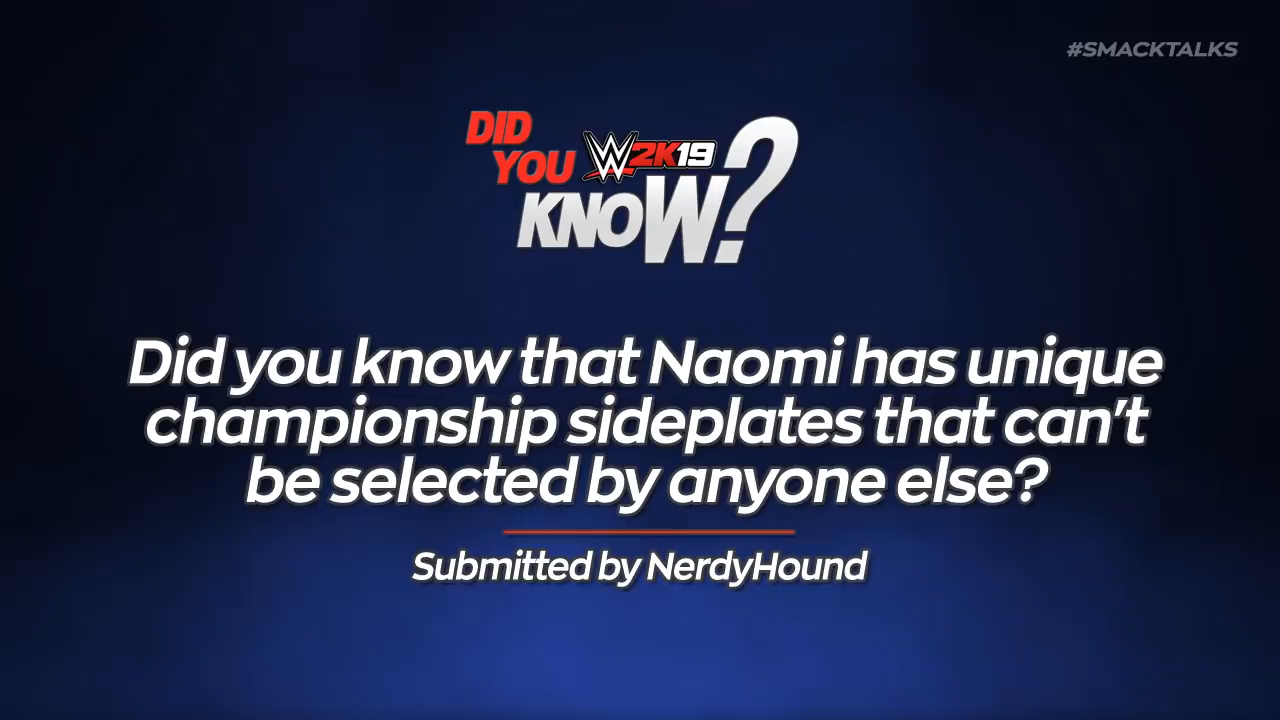 #SMACKTALKS
DID
YOU W 2K19
KNOW?
Did you know that Naomi has unique
championship sideplates that can't
be selected by anyone else?
Submitted by NerdyHound